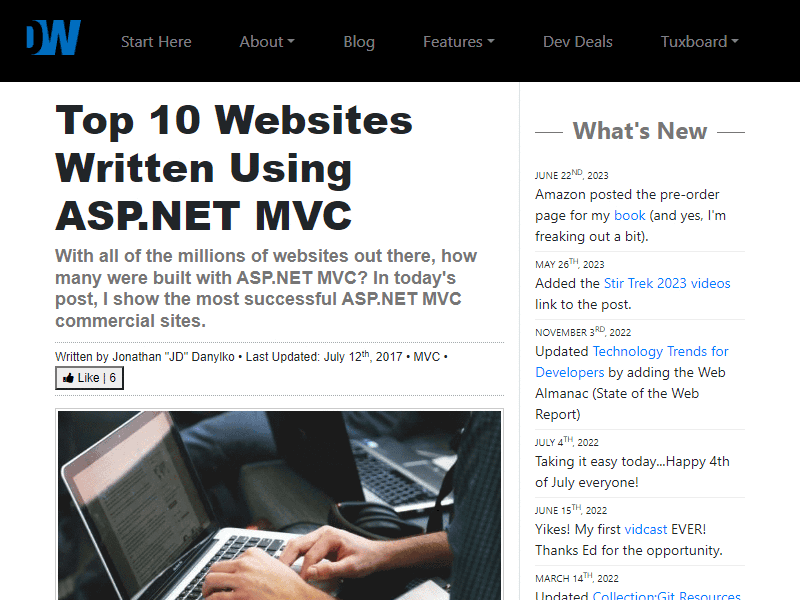 DW
Start Here
About
Blog
Features
Dev Deals
Tuxboard
Top 10 Websites
Written Using
ASP.NET MVC
With all of the millions of websites out there, how
many were built with ASP.NET MVC? In today's
post, I show the most successful ASP.NET MVC
commercial sites.
Written by Jonathan "JD" Danylko • Last Updated: July 12th, 2017 • MVC •
Like | 6
What's New
JUNE 22ND, 2023
Amazon posted the pre-order
page for my book (and yes, I'm
freaking out a bit).
MAY 26TH, 2023
Added the Stir Trek 2023 videos
link to the post.
NOVEMBER 3RD, 2022
Updated Technology Trends for
Developers by adding the Web
Almanac (State of the Web
Report)
JULY 4TH, 2022
Taking it easy today...Happy 4th
of July everyone!
JUNE 15TH, 2022
Yikes! My first vidcast EVER!
Thanks Ed for the opportunity.
MARCH 14TH, 2022
Updated Collection:Git Resources